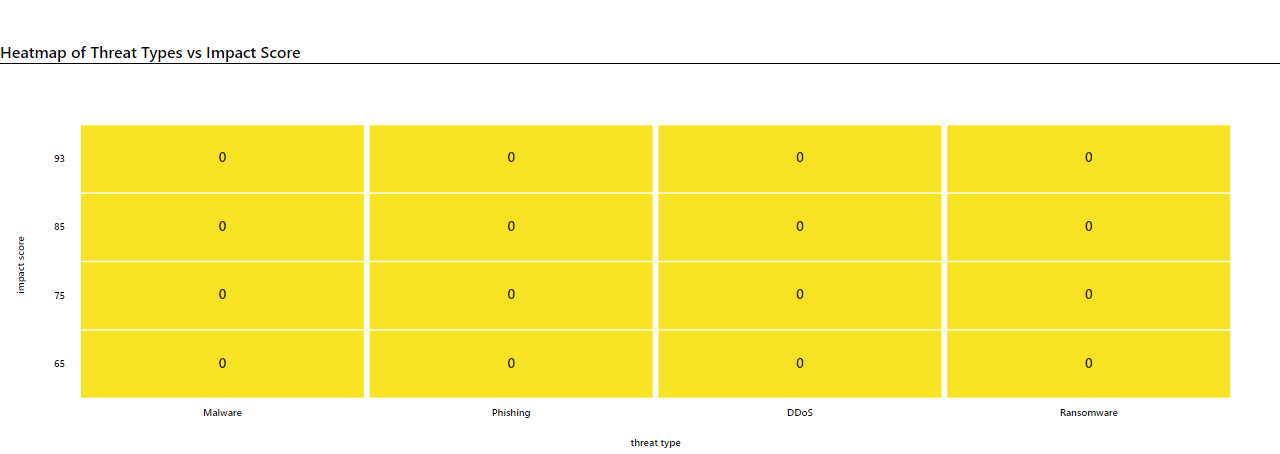 Heatmap of Threat Types vs Impact Score
93 0 0 0 0
85 0 0 0 0
impact score
75 0 0 0 0
65 0 0 0 0
Malware Phishing DDoS Ransomware
threat type